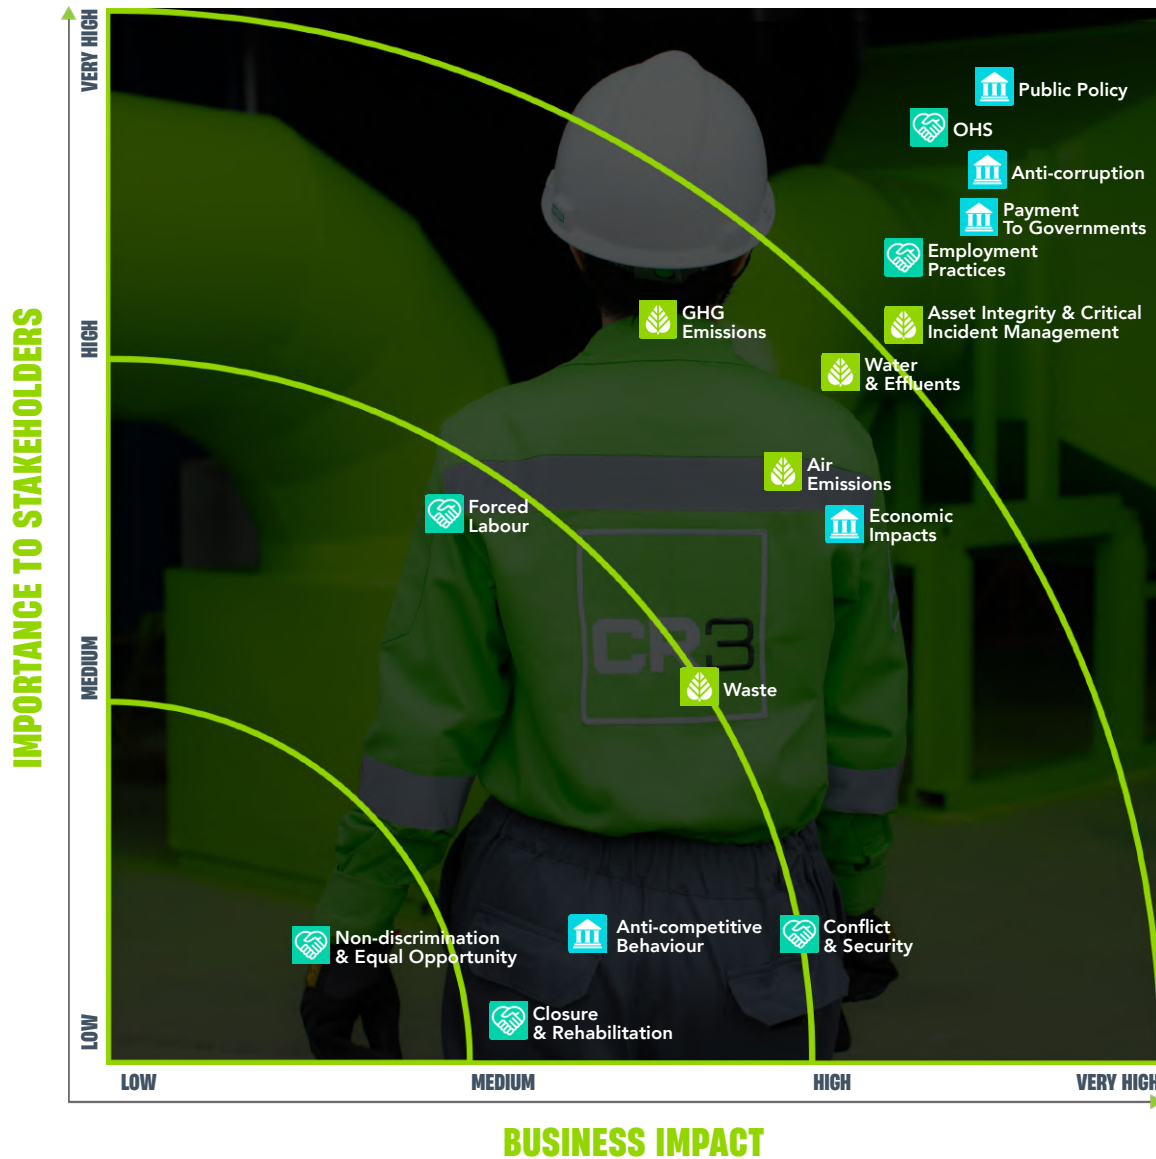 VERY HIGH
HIGH
MEDIUM
LOW
IMPORTANCE TO STAKEHOLDERS
Public Policy
OHS
Anti-corruption
Payment
To Governments
Employment
Practices
GHG
Emissions
Asset Integrity & Critical
Incident Management
Water
& Effluents
Air
Emissions
Forced
Labour
Economic
Impacts
CR3
Waste
Non-discrimination
& Equal Opportunity
Anti-competitive
Behaviour
Conflict
& Security
Closure
& Rehabilitation
LOW
MEDIUM
HIGH
VERY HIGH
BUSINESS IMPACT